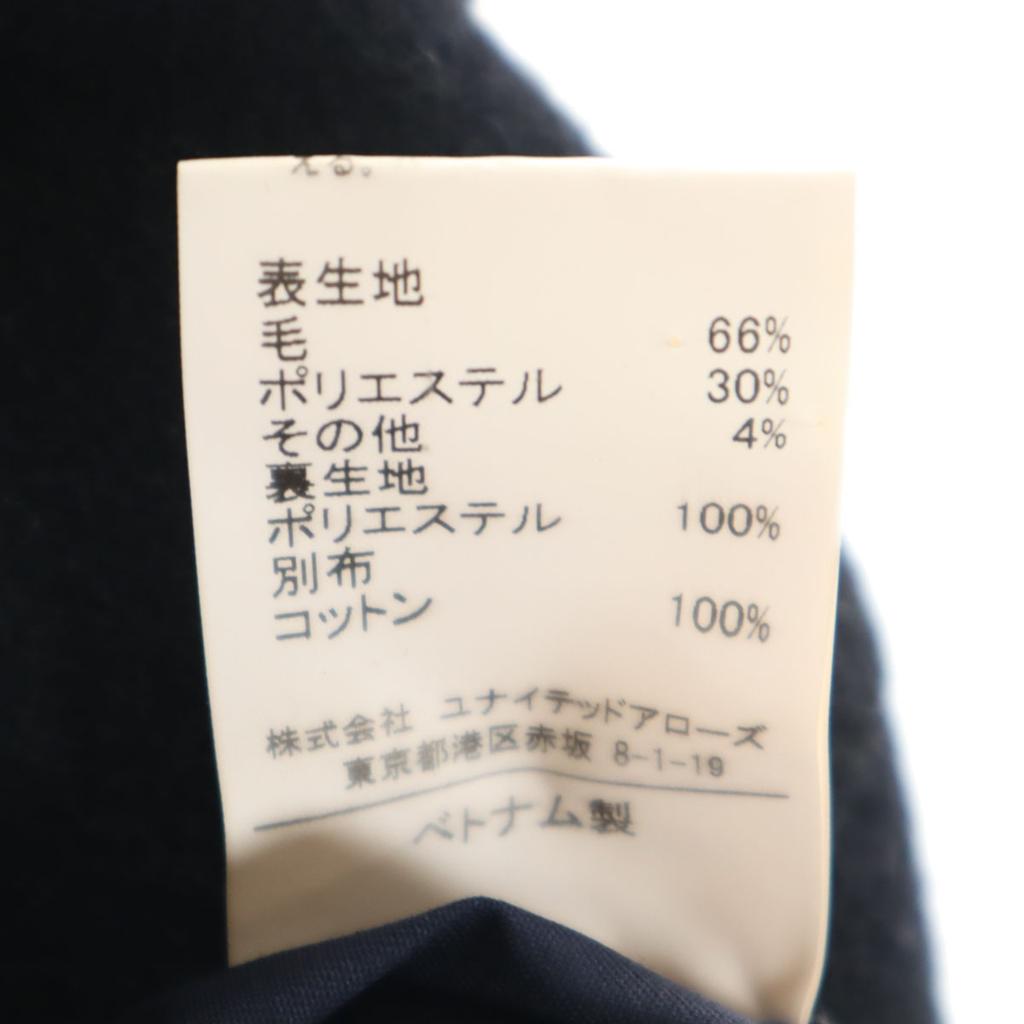 える。
表生地
毛 66%
ポリエステル 30%
その他 4%
裏生地
ポリエステル 100%
別布
コットン 100%
株式会社 ユナイテッドアローズ
東京都港区赤坂 8-1-19
ベトナム製